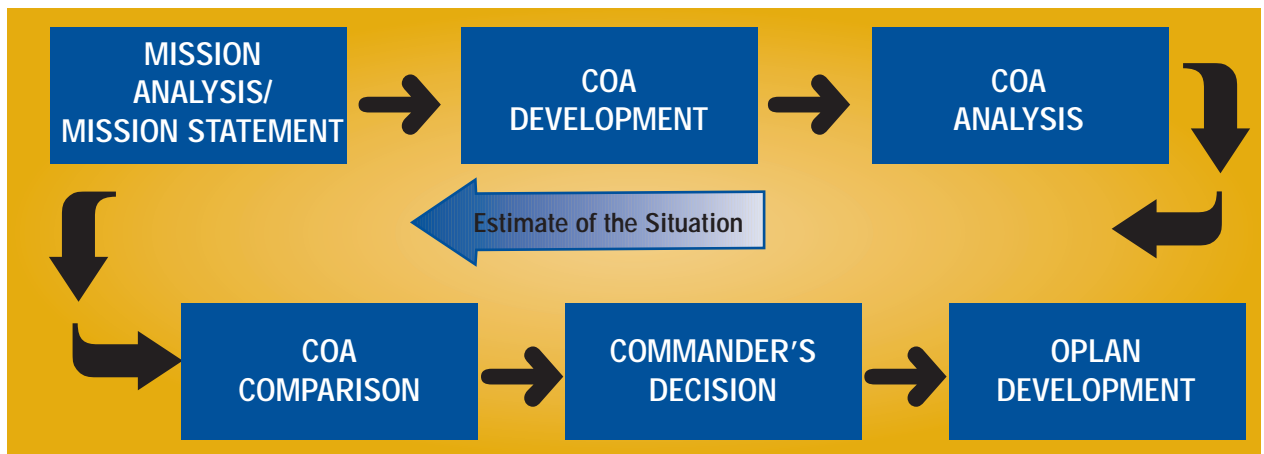 MISSION
ANALYSIS/
MISSION STATEMENT
COA
DEVELOPMENT
COA
ANALYSIS
Estimate of the Situation
COA
COMPARISON
COMMANDER'S
DECISION
OPLAN
DEVELOPMENT